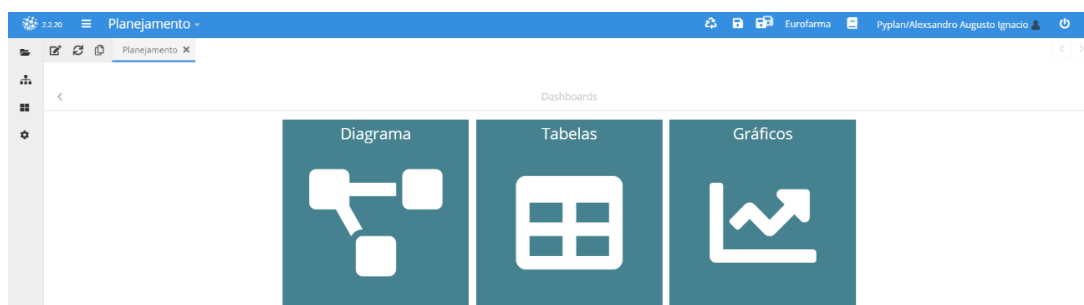 2.2.20 Planejamento Eurofarma Pyplan/Alexsandro Augusto Ignacio
Planejamento
Dashboards
Diagrama Tabelas Gráficos